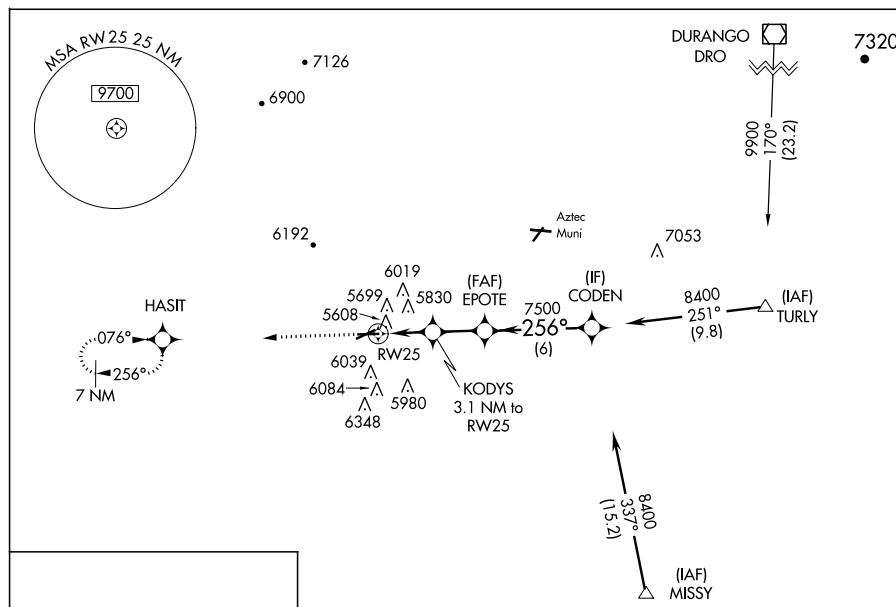 MSA RW25 25 NM
9700
7126
6900
DURANGO
DRO
7320
9900
170°
(23.2)
Aztec
Muni
7053
6192
6019
5699
5830
5608
(FAF)
EPOTE
7500
256°
(6)
(IF)
CODEN
8400
251°
(9.8)
(IAF)
TURLY
HASIT
076°
256°
7 NM
RW25
6039
6084
5980
6348
KODYS
3.1 NM to
RW25
8400
337°
(15.2)
(IAF)
MISSY